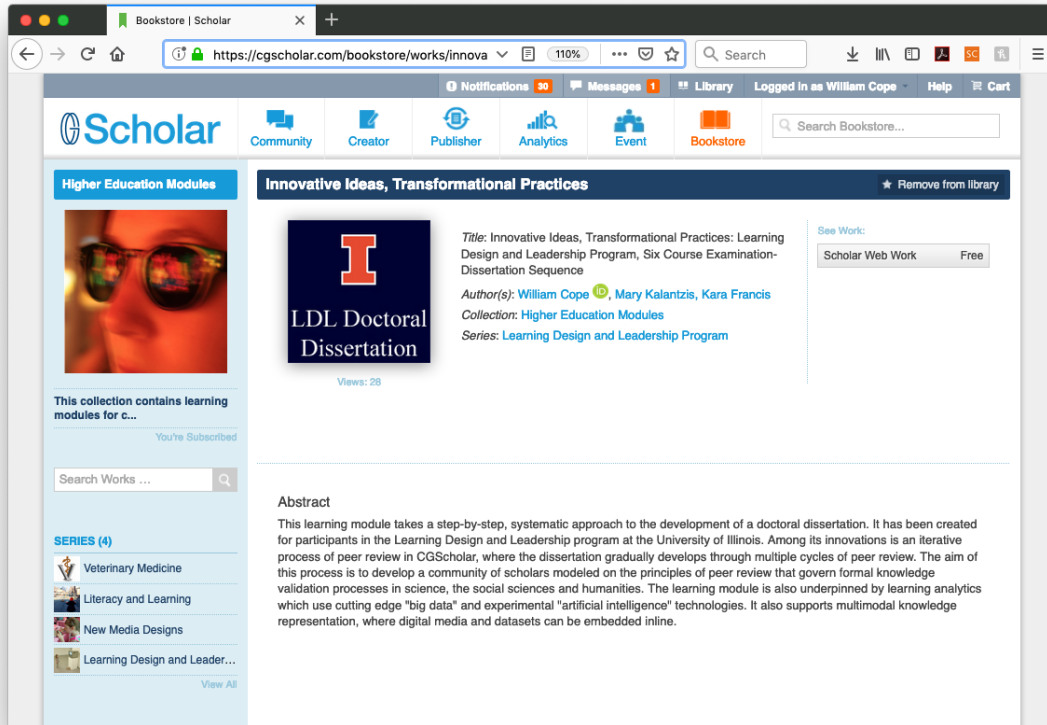 Bookstore | Scholar
https://cgscholar.com/bookstore/works/innova
110%
Search
SC
Notifications 30
Messages 1
Library
Logged in as William Cope
Help
Cart
Scholar
Community
Creator
Publisher
Analytics
Event
Bookstore
Search Bookstore...
Higher Education Modules
This collection contains learning
modules for c...
You're Subscribed
Search Works ...
SERIES (4)
Veterinary Medicine
Literacy and Learning
New Media Designs
Learning Design and Leader...
View All
Innovative Ideas, Transformational Practices
Remove from library
I
LDL Doctoral
Dissertation
Views: 28
Title: Innovative Ideas, Transformational Practices: Learning
Design and Leadership Program, Six Course Examination-
Dissertation Sequence
Author(s): William Cope iD, Mary Kalantzis, Kara Francis
Collection: Higher Education Modules
Series: Learning Design and Leadership Program
See Work:
Scholar Web Work Free
Abstract
This learning module takes a step-by-step, systematic approach to the development of a doctoral dissertation. It has been created
for participants in the Learning Design and Leadership program at the University of Illinois. Among its innovations is an iterative
process of peer review in CGScholar, where the dissertation gradually develops through multiple cycles of peer review. The aim of
this process is to develop a community of scholars modeled on the principles of peer review that govern formal knowledge
validation processes in science, the social sciences and humanities. The learning module is also underpinned by learning analytics
which use cutting edge "big data" and experimental "artificial intelligence" technologies. It also supports multimodal knowledge
representation, where digital media and datasets can be embedded inline.